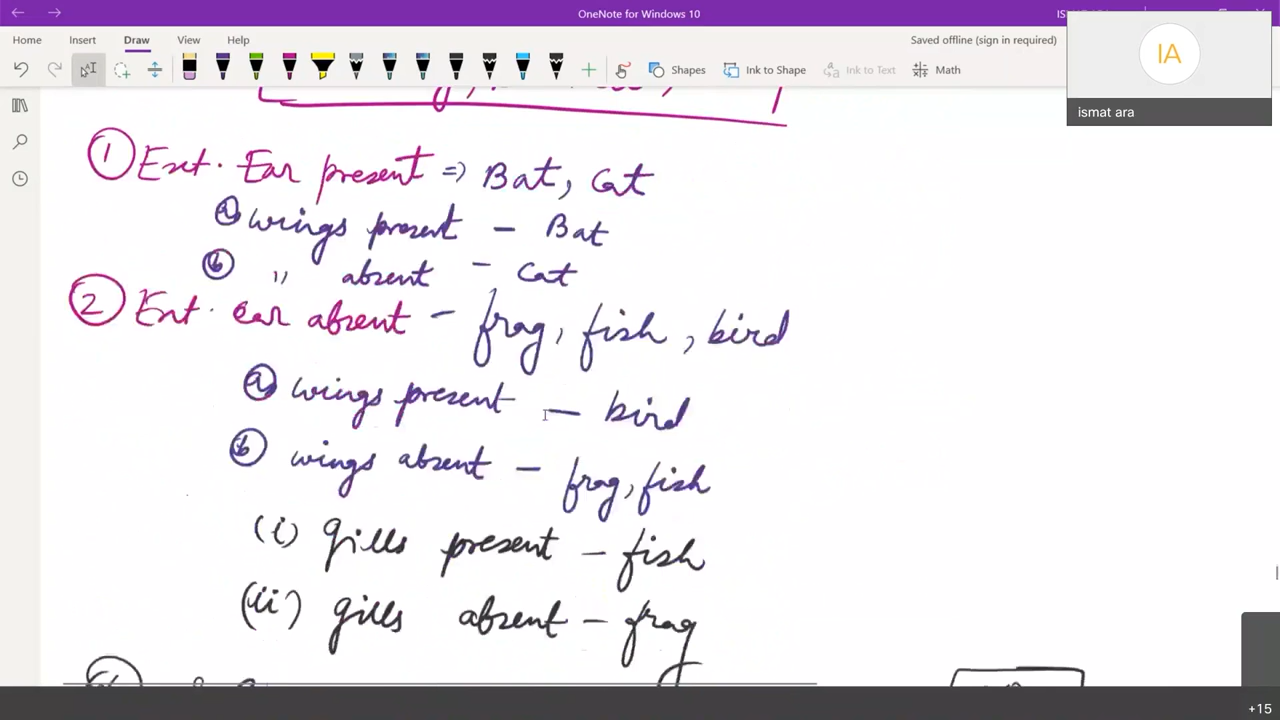 OneNote for Windows 10
Home Insert Draw View Help
Saved offline (sign in required)
IA
Shapes Ink to Shape Ink to Text Math
ismat ara
① Ext. Ear present => Bat, Cat
ⓐ wings present - Bat
ⓑ " absent - Cat
② Ext. ear absent - frog, fish, bird
ⓐ wings present - bird
ⓑ wings absent - frog, fish
(i) gills present - fish
(ii) gills absent - frog
+15